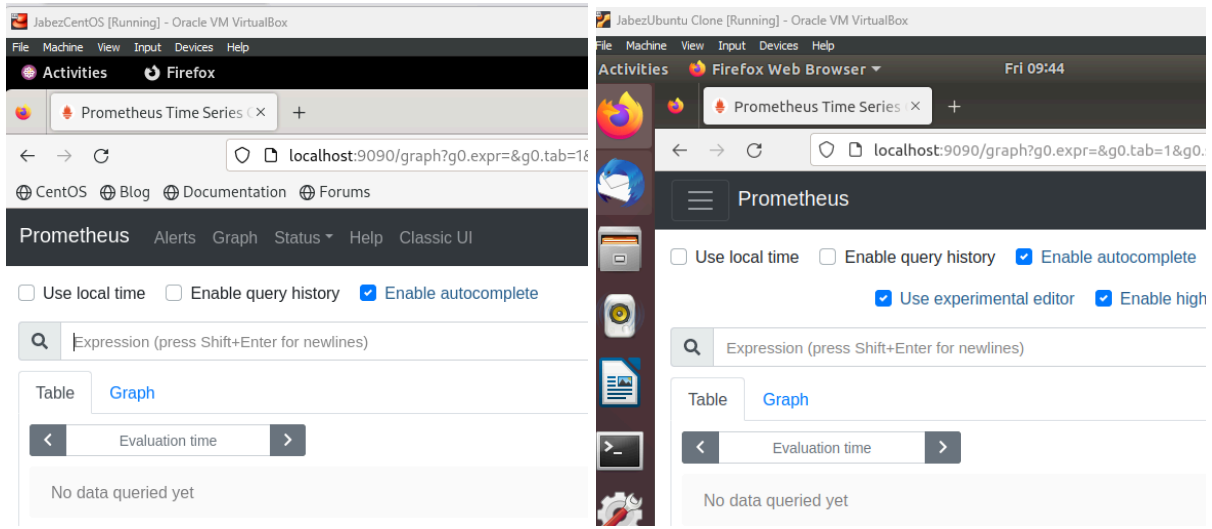 JabezCentOS [Running] - Oracle VM VirtualBox
File Machine View Input Devices Help
Activities Firefox
Prometheus Time Series
localhost:9090/graph?g0.expr=&g0.tab=1&
CentOS Blog Documentation Forums
Prometheus Alerts Graph Status Help Classic UI
Use local time Enable query history Enable autocomplete
Expression (press Shift+Enter for newlines)
Table Graph
Evaluation time
No data queried yet
JabezUbuntu Clone [Running] - Oracle VM VirtualBox
File Machine View Input Devices Help
Activities Firefox Web Browser Fri 09:44
Prometheus Time Series
localhost:9090/graph?g0.expr=&g0.tab=1&g0.
Prometheus
Use local time Enable query history Enable autocomplete
Use experimental editor Enable high
Expression (press Shift+Enter for newlines)
Table Graph
Evaluation time
No data queried yet